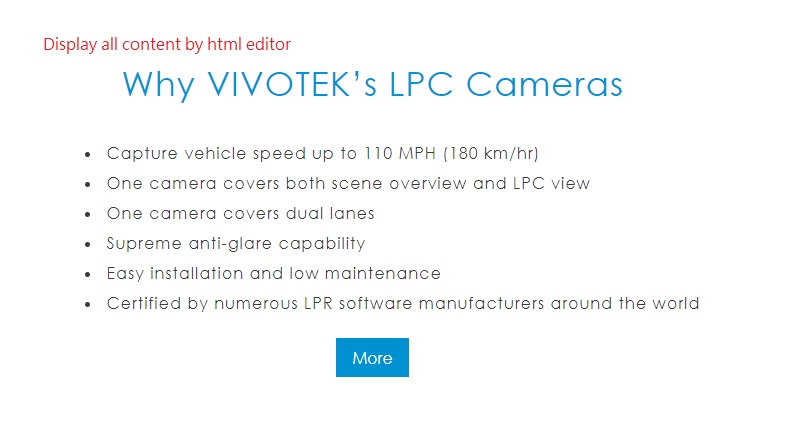 Display all content by html editor
Why VIVOTEK’s LPC Cameras
• Capture vehicle speed up to 110 MPH (180 km/hr)
• One camera covers both scene overview and LPC view
• One camera covers dual lanes
• Supreme anti-glare capability
• Easy installation and low maintenance
• Certified by numerous LPR software manufacturers around the world
More